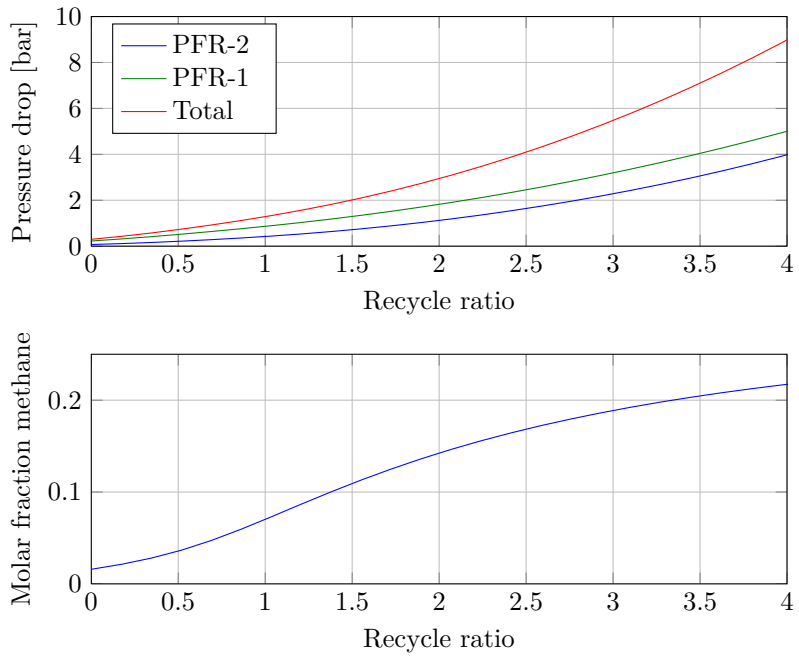 Pressure drop [bar]
10
8
6
4
2
0
PFR-2
PFR-1
Total
0 0.5 1 1.5 2 2.5 3 3.5 4
Recycle ratio
Molar fraction methane
0.2
0.1
0
0 0.5 1 1.5 2 2.5 3 3.5 4
Recycle ratio